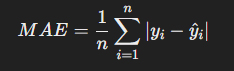 MAE = \frac{1}{n} \sum_{i=1}^{n} |y_i - \hat{y}_i|